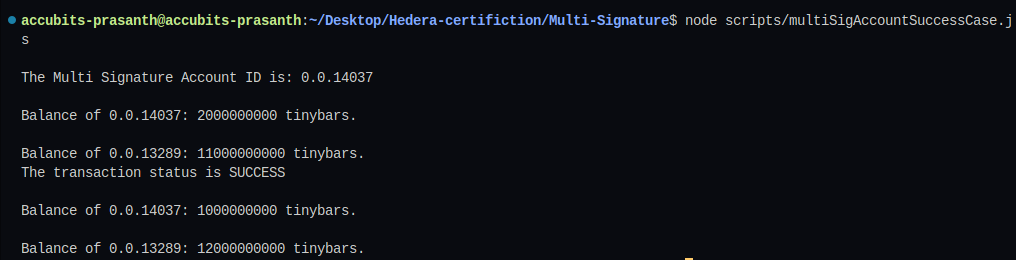 accubits-prasanth@accubits-prasanth:~/Desktop/Hedera-certifiction/Multi-Signature$ node scripts/multiSigAccountSuccessCase.j
s
The Multi Signature Account ID is: 0.0.14037
Balance of 0.0.14037: 2000000000 tinybars.
Balance of 0.0.13289: 11000000000 tinybars.
The transaction status is SUCCESS
Balance of 0.0.14037: 1000000000 tinybars.
Balance of 0.0.13289: 12000000000 tinybars.